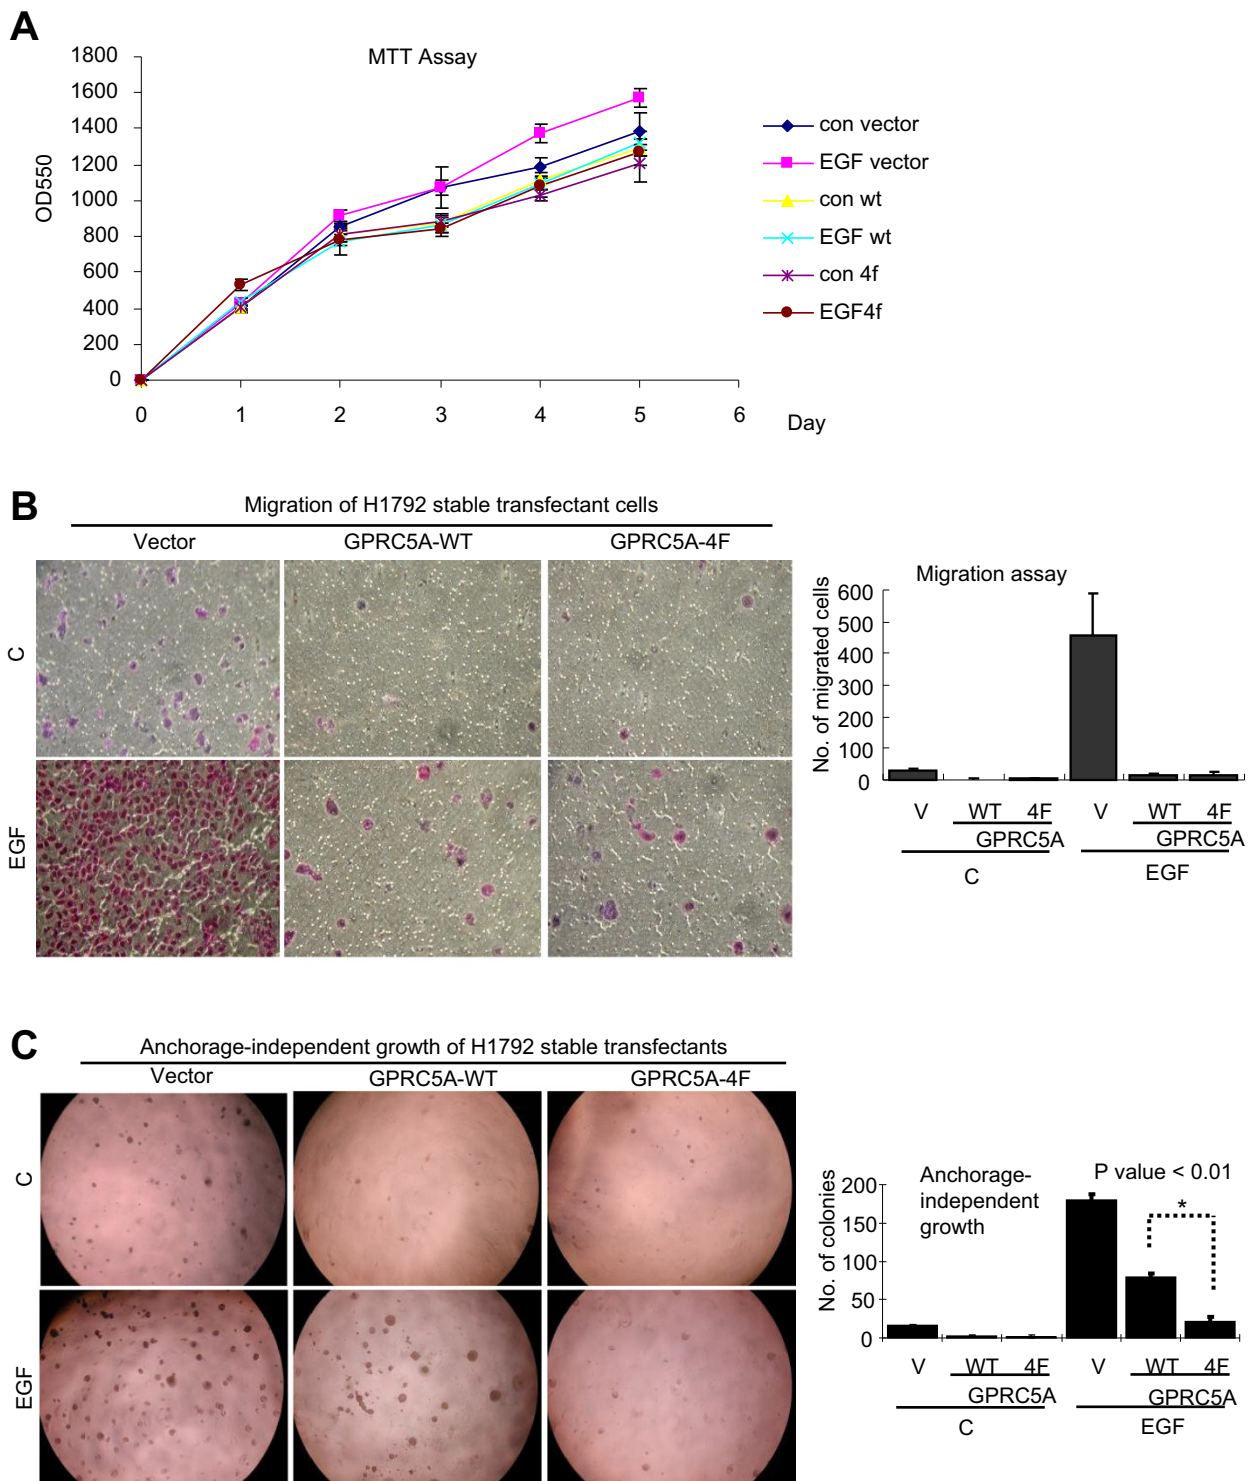 A
MTT Assay
OD550
1800
1600
1400
1200
1000
800
600
400
200
0
0 1 2 3 4 5 6
Day
con vector
EGF vector
con wt
EGF wt
con 4f
EGF4f
B
Migration of H1792 stable transfectant cells
Vector GPRC5A-WT GPRC5A-4F
C
EGF
Migration assay
No. of migrated cells
600
500
400
300
200
100
0
V WT 4F V WT 4F
GPRC5A GPRC5A
C EGF
C
Anchorage-independent growth of H1792 stable transfectants
Vector GPRC5A-WT GPRC5A-4F
C
EGF
Anchorage-
independent
growth
P value < 0.01
*
No. of colonies
200
150
100
50
0
V WT 4F V WT 4F
GPRC5A GPRC5A
C EGF